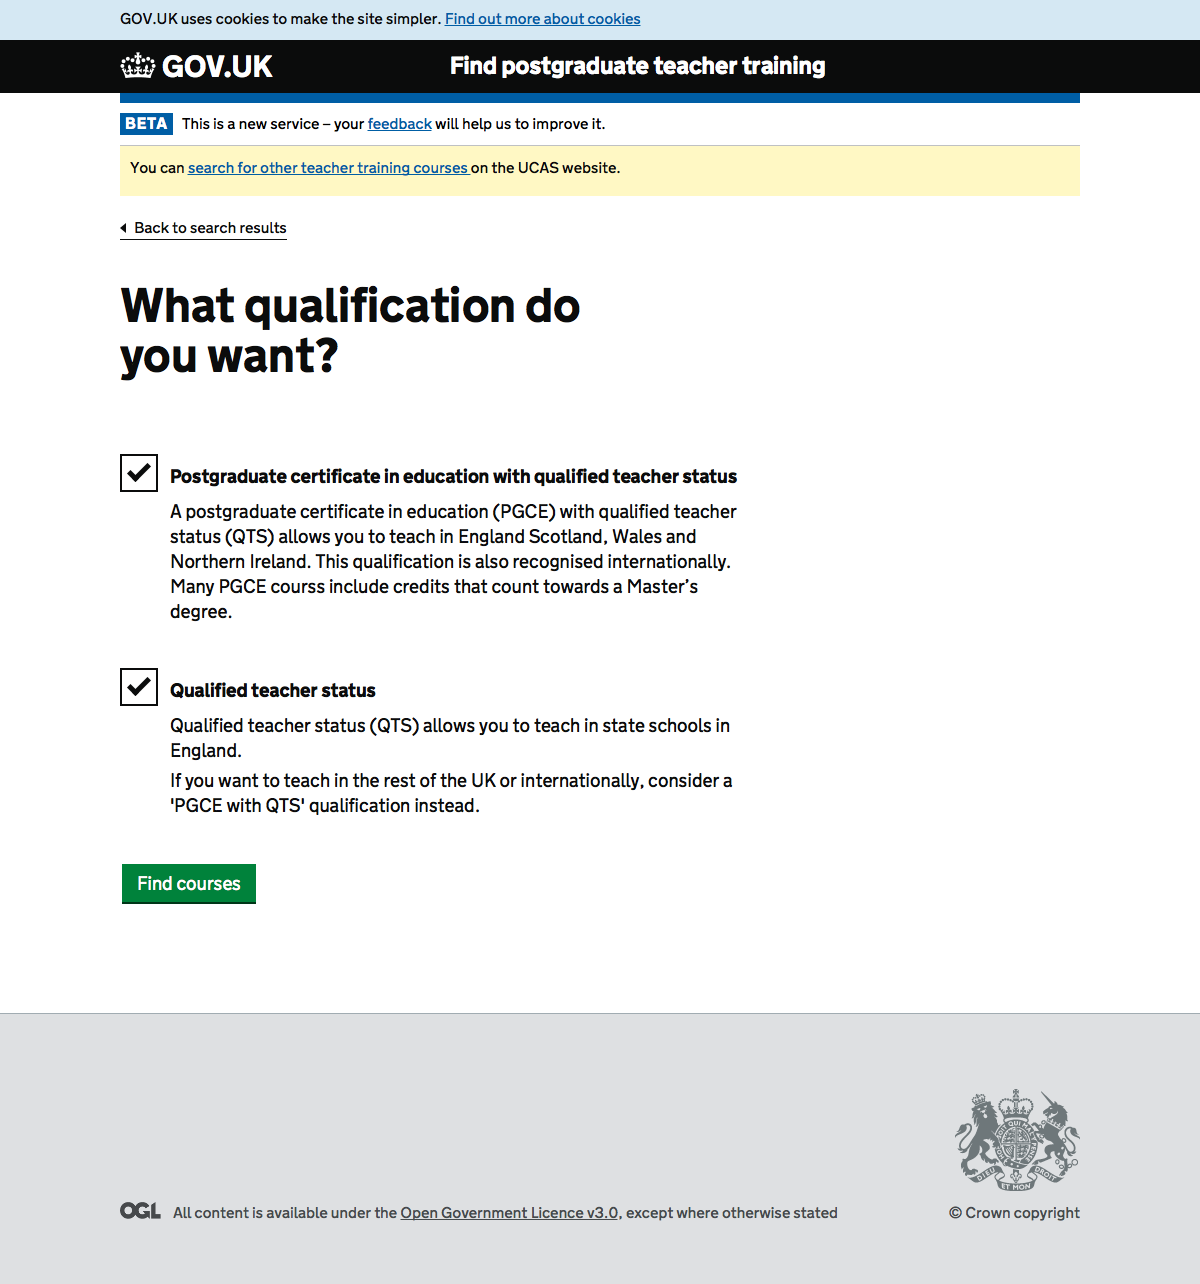 GOV.UK uses cookies to make the site simpler. Find out more about cookies
GOV.UK
Find postgraduate teacher training
BETA This is a new service – your feedback will help us to improve it.
You can search for other teacher training courses on the UCAS website.
Back to search results
What qualification do
you want?
Postgraduate certificate in education with qualified teacher status
A postgraduate certificate in education (PGCE) with qualified teacher
status (QTS) allows you to teach in England Scotland, Wales and
Northern Ireland. This qualification is also recognised internationally.
Many PGCE courss include credits that count towards a Master’s
degree.
Qualified teacher status
Qualified teacher status (QTS) allows you to teach in state schools in
England.
If you want to teach in the rest of the UK or internationally, consider a
'PGCE with QTS' qualification instead.
Find courses
DIEU ET MON DROIT
OGL All content is available under the Open Government Licence v3.0, except where otherwise stated
© Crown copyright